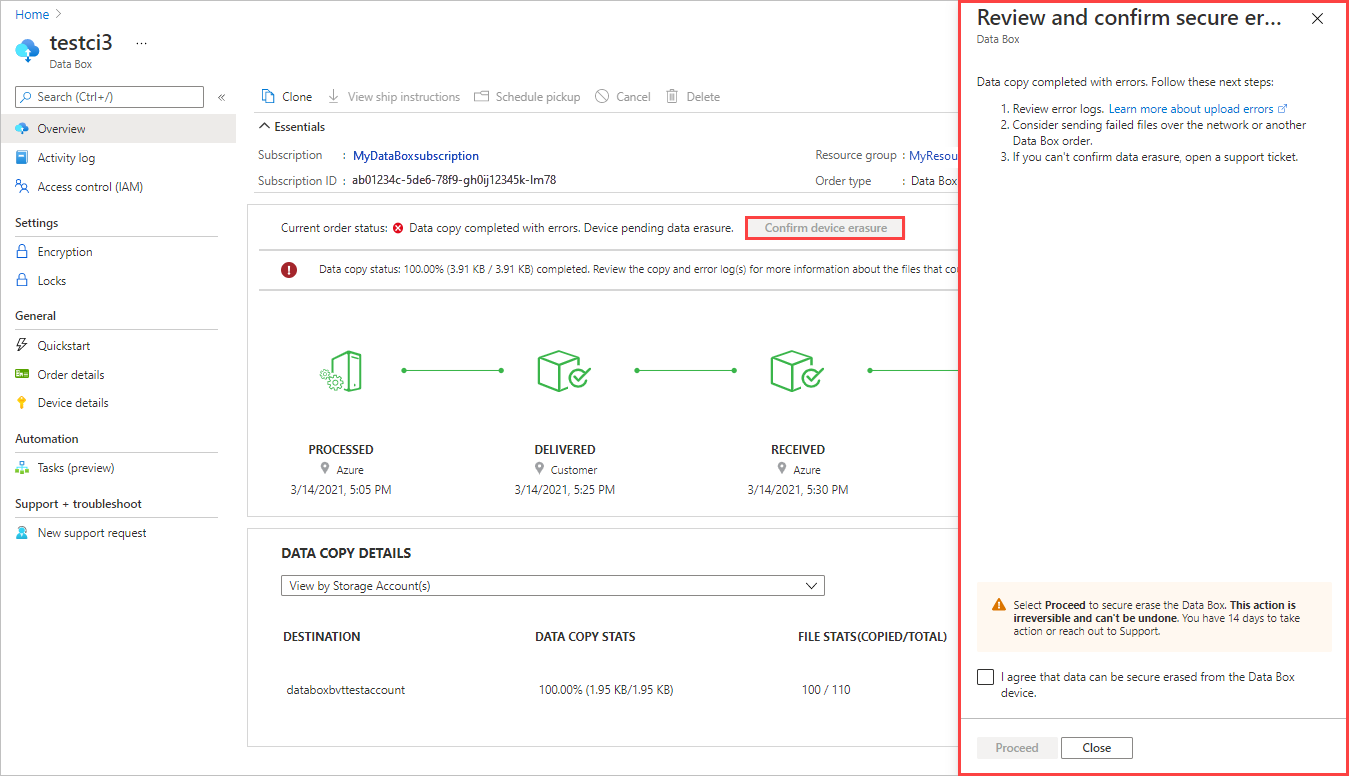 Home
testci3
...
Data Box
Search (Ctrl+/)
«
Overview
Activity log
Access control (IAM)
Settings
Encryption
Locks
General
Quickstart
Order details
Device details
Automation
Tasks (preview)
Support + troubleshoot
New support request
Clone
View ship instructions
Schedule pickup
Cancel
Delete
Essentials
Subscription : MyDataBoxsubscription
Resource group : MyResou
Subscription ID : ab01234c-5de6-78f9-gh0ij12345k-lm78
Order type : Data Box
Current order status: Data copy completed with errors. Device pending data erasure. Confirm device erasure
Data copy status: 100.00% (3.91 KB / 3.91 KB) completed. Review the copy and error log(s) for more information about the files that cou
PROCESSED
Azure
3/14/2021, 5:05 PM
DELIVERED
Customer
3/14/2021, 5:25 PM
RECEIVED
Azure
3/14/2021, 5:30 PM
DATA COPY DETAILS
View by Storage Account(s)
DESTINATION DATA COPY STATS FILE STATS(COPIED/TOTAL)
databoxbvttestaccount 100.00% (1.95 KB/1.95 KB) 100 / 110
Review and confirm secure er...
Data Box
Data copy completed with errors. Follow these next steps:
1. Review error logs. Learn more about upload errors
2. Consider sending failed files over the network or another
Data Box order.
3. If you can't confirm data erasure, open a support ticket.
Select Proceed to secure erase the Data Box. This action is
irreversible and can't be undone. You have 14 days to take
action or reach out to Support.
I agree that data can be secure erased from the Data Box
device.
Proceed
Close